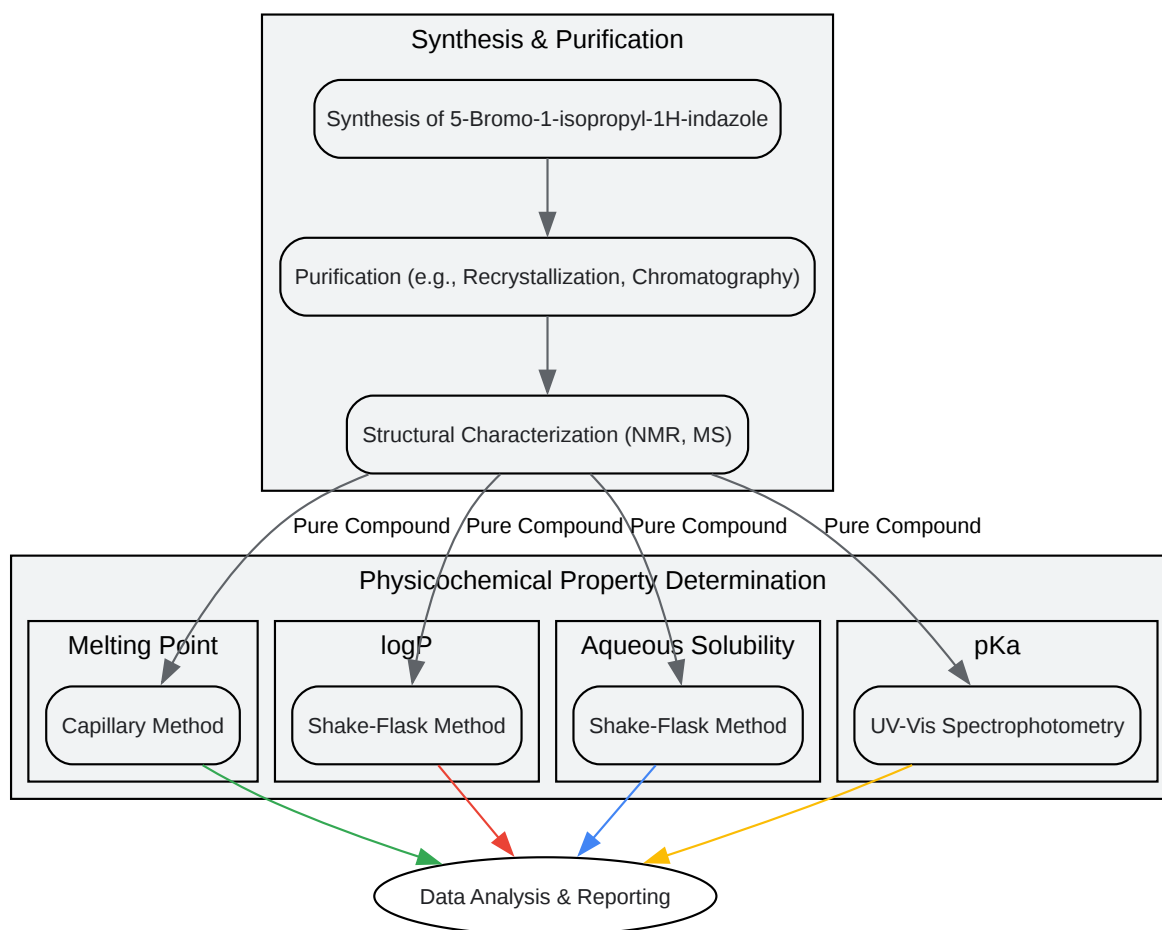 Synthesis & Purification
Synthesis of 5-Bromo-1-isopropyl-1H-indazole
Purification (e.g., Recrystallization, Chromatography)
Structural Characterization (NMR, MS)
Pure Compound
Pure Compound
Pure Compound
Pure Compound
Physicochemical Property Determination
Melting Point
logP
Aqueous Solubility
pKa
Capillary Method
Shake-Flask Method
Shake-Flask Method
UV-Vis Spectrophotometry
Data Analysis & Reporting